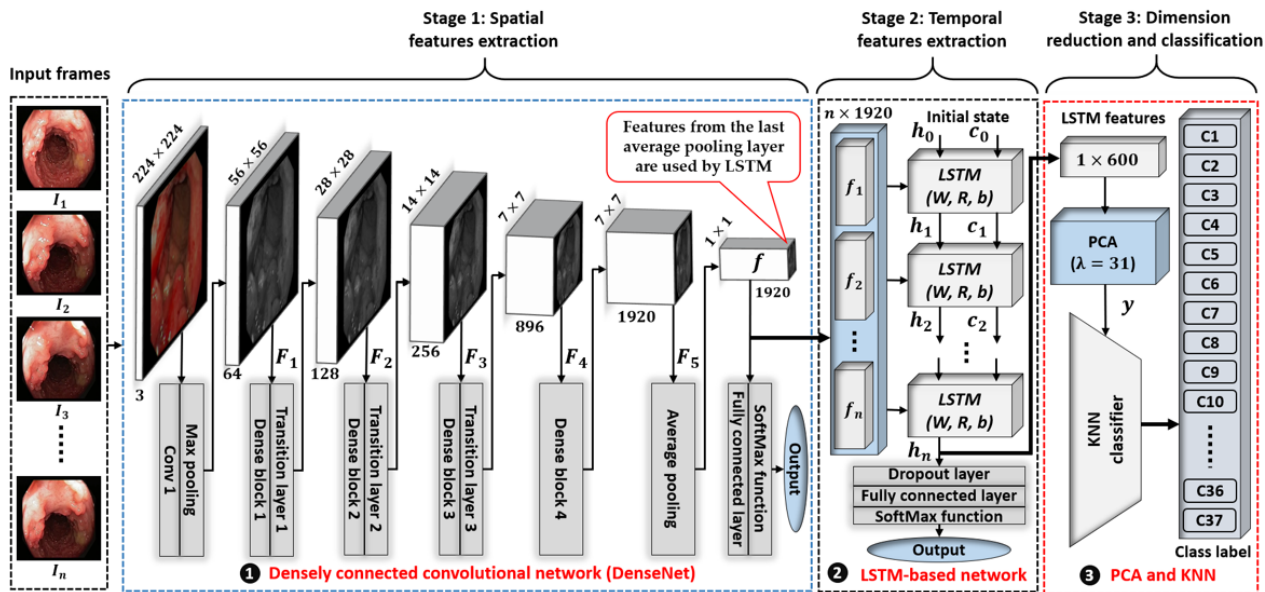 Stage 1: Spatial
features extraction
Stage 2: Temporal
features extraction
Stage 3: Dimension
reduction and classification
Input frames
I₁
I₂
I₃
Iₙ
224 × 224
3
56 × 56
64
28 × 28
128
14 × 14
256
7 × 7
896
7 × 7
1920
1 × 1
f
1920
Features from the last
average pooling layer
are used by LSTM
F₁
F₂
F₃
F₄
F₅
Max pooling
Conv 1
Transition layer 1
Dense block 1
Transition layer 2
Dense block 2
Transition layer 3
Dense block 3
Dense block 4
Average pooling
SoftMax function
Fully connected layer
Output
1 Densely connected convolutional network (DenseNet)
n × 1920
f₁
f₂
fₙ
Initial state
h₀ c₀
LSTM
(W, R, b)
h₁ c₁
LSTM
(W, R, b)
h₂ c₂
LSTM
(W, R, b)
hₙ
Dropout layer
Fully connected layer
SoftMax function
Output
2 LSTM-based network
LSTM features
1 × 600
PCA
(λ = 31)
y
KNN
classifier
C1
C2
C3
C4
C5
C6
C7
C8
C9
C10
C36
C37
Class label
3 PCA and KNN